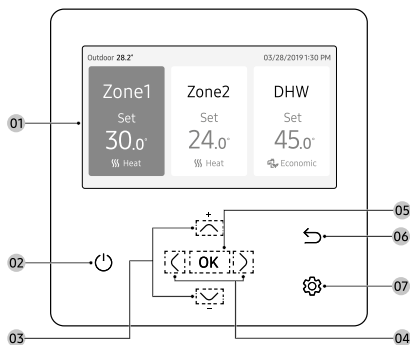 Outdoor 28.2°
03/28/2019 1:30 PM
Zone1
Set
30.0°
Heat
Zone2
Set
24.0°
Heat
DHW
Set
45.0°
Economic
01
02
03
+
OK
−
05
06
07
04